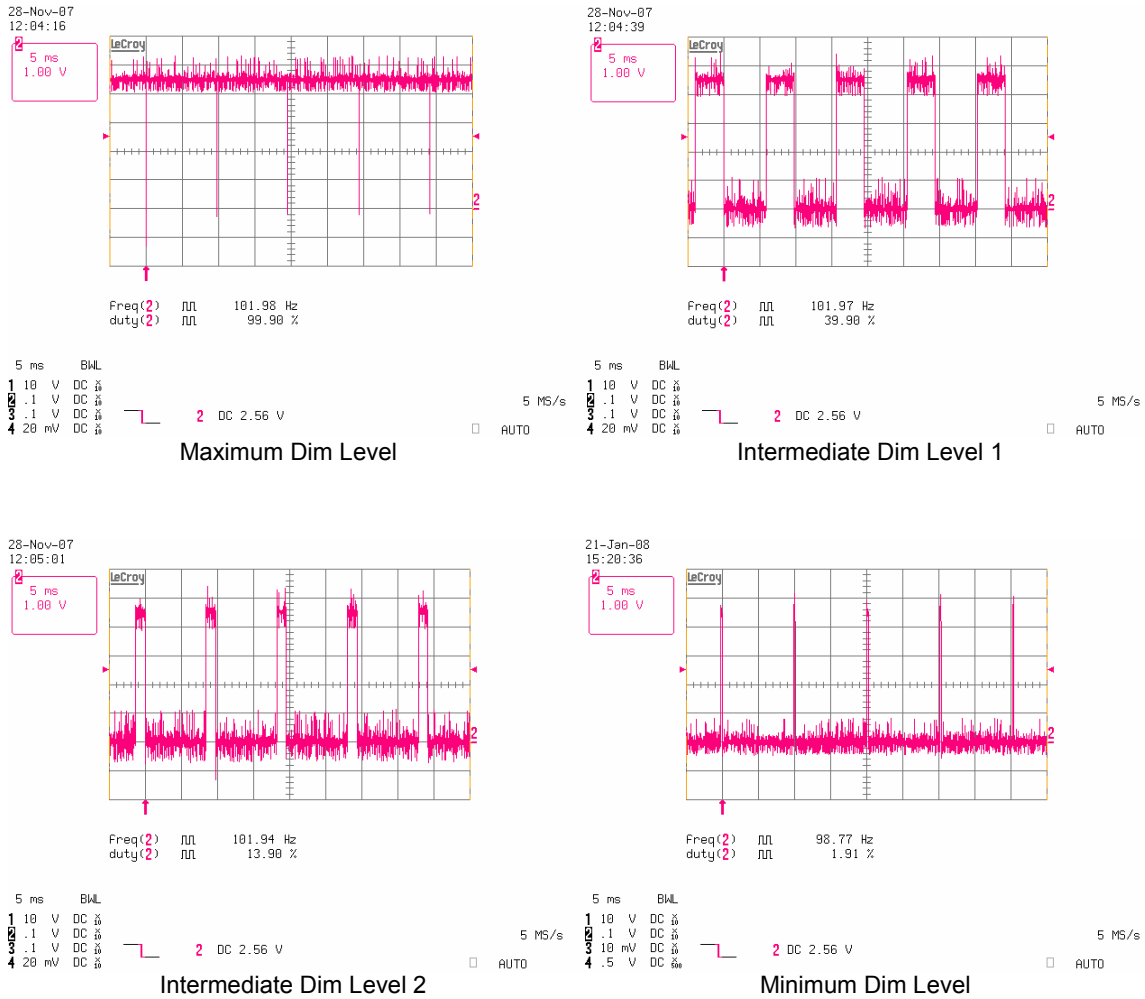 28-Nov-07
12:04:16
2
5 ms
1.00 V
LeCroy
2
Freq(2) 101.98 Hz
duty(2) 99.90 %
5 ms BWL
1 10 V DC
2 .1 V DC
3 .1 V DC
4 20 mV DC
2 DC 2.56 V
5 MS/s
AUTO
Maximum Dim Level
28-Nov-07
12:04:39
2
5 ms
1.00 V
LeCroy
2
Freq(2) 101.97 Hz
duty(2) 39.90 %
5 ms BWL
1 10 V DC
2 .1 V DC
3 .1 V DC
4 20 mV DC
2 DC 2.56 V
5 MS/s
AUTO
Intermediate Dim Level 1
28-Nov-07
12:05:01
2
5 ms
1.00 V
LeCroy
2
Freq(2) 101.94 Hz
duty(2) 13.90 %
5 ms BWL
1 10 V DC
2 .1 V DC
3 .1 V DC
4 20 mV DC
2 DC 2.56 V
5 MS/s
AUTO
Intermediate Dim Level 2
21-Jan-08
15:20:36
2
5 ms
1.00 V
LeCroy
2
Freq(2) 98.77 Hz
duty(2) 1.91 %
5 ms BWL
1 10 V DC
2 .1 V DC
3 10 mV DC
4 .5 V DC
2 DC 2.56 V
5 MS/s
AUTO
Minimum Dim Level